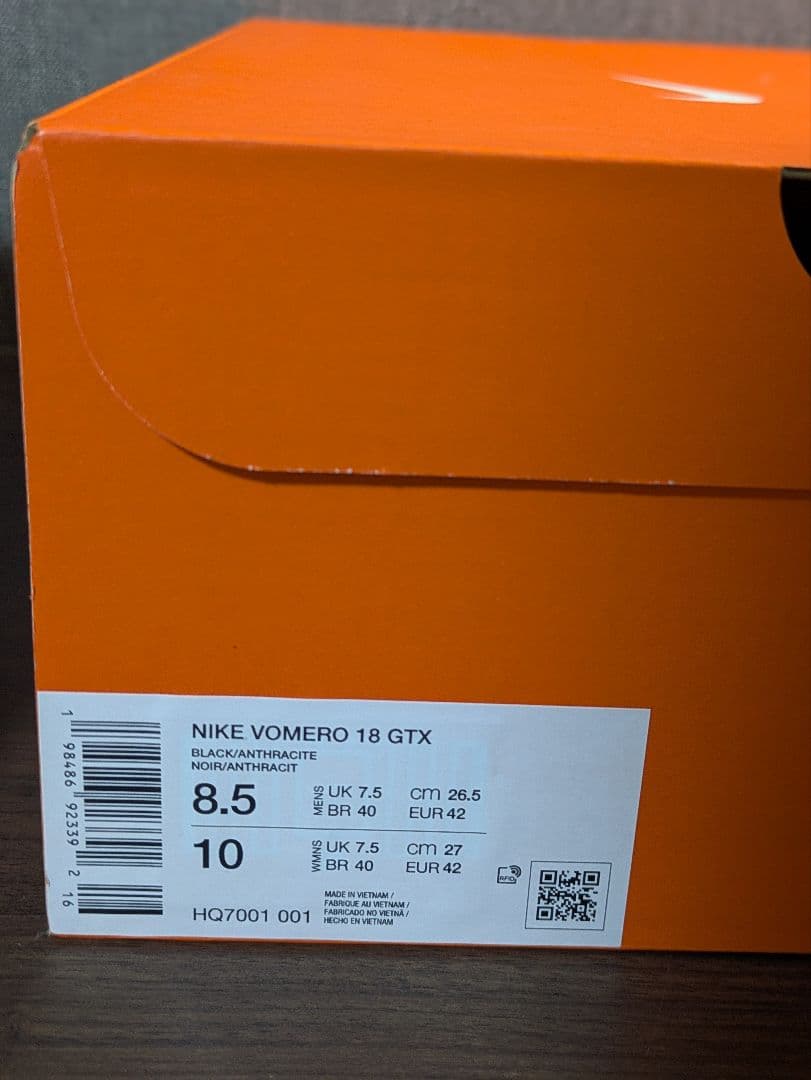 NIKE VOMERO 18 GTX
BLACK/ANTHRACITE
NOIR/ANTHRACIT
8.5
MENS
UK 7.5 cm 26.5
BR 40 EUR 42
10
WMNS
UK 7.5 cm 27
BR 40 EUR 42
HQ7001 001
MADE IN VIETNAM /
FABRIQUE AU VIETNAM /
FABRICADO NO VIETNÃ /
HECHO EN VIETNAM
RFID
1 98486 92339 2 16